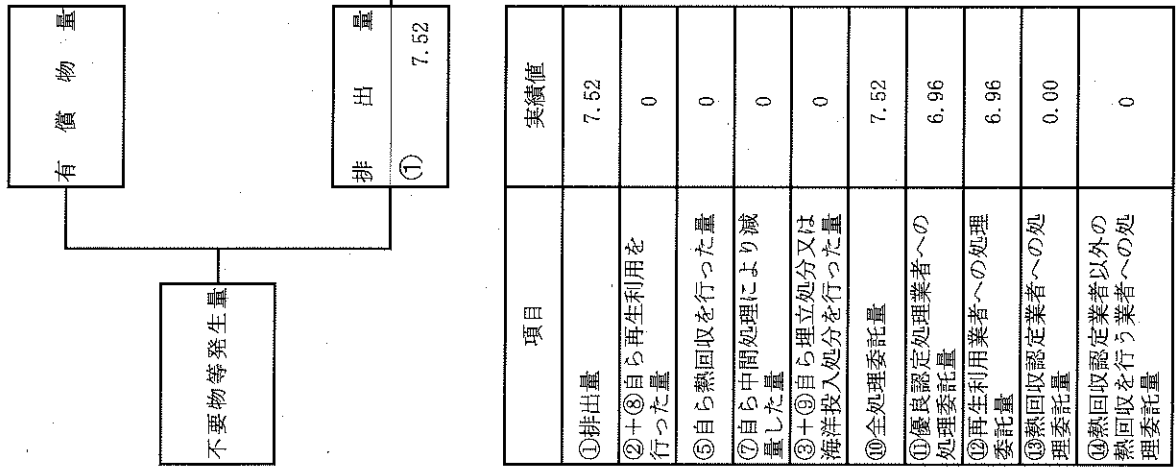 有償物量
不要物等発生量
排出量
① 7.52
項目 実績値
①排出量 7.52
②+⑧自ら再生利用を
行った量 0
⑤自ら熱回収を行った量 0
⑦自ら中間処理により減
量した量 0
③+⑨自ら埋立処分又は
海洋投入処分を行った量 0
⑩全処理委託量 7.52
⑪優良認定処理業者への
処理委託量 6.96
⑫再生利用業者への処理
委託量 6.96
⑬熱回収認定業者への処
理委託量 0.00
⑭熱回収認定業者以外の
熱回収を行う業者への処
理委託量 0